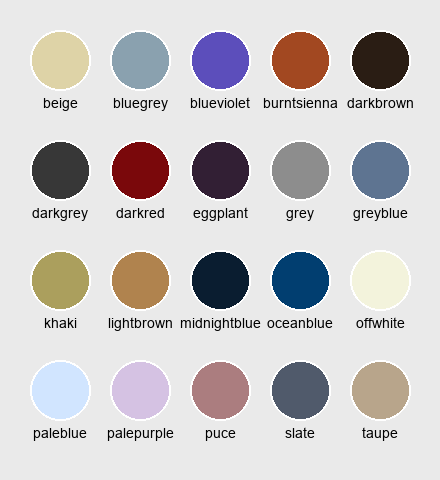 beige bluegrey blueviolet burntsienna darkbrown
darkgrey darkred eggplant grey greyblue
khaki lightbrown midnightblue oceanblue offwhite
paleblue palepurple puce slate taupe